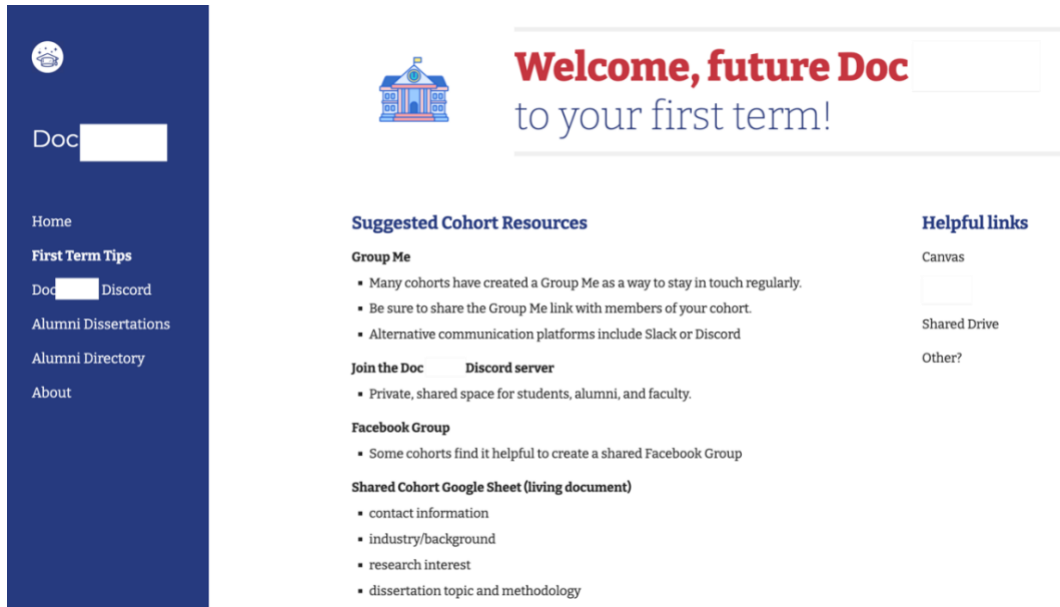 Doc
Home
First Term Tips
Doc Discord
Alumni Dissertations
Alumni Directory
About
Welcome, future Doc
to your first term!
Suggested Cohort Resources
Group Me
▪ Many cohorts have created a Group Me as a way to stay in touch regularly.
▪ Be sure to share the Group Me link with members of your cohort.
▪ Alternative communication platforms include Slack or Discord
Join the Doc Discord server
▪ Private, shared space for students, alumni, and faculty.
Facebook Group
▪ Some cohorts find it helpful to create a shared Facebook Group
Shared Cohort Google Sheet (living document)
▪ contact information
▪ industry/background
▪ research interest
▪ dissertation topic and methodology
Helpful links
Canvas
Shared Drive
Other?